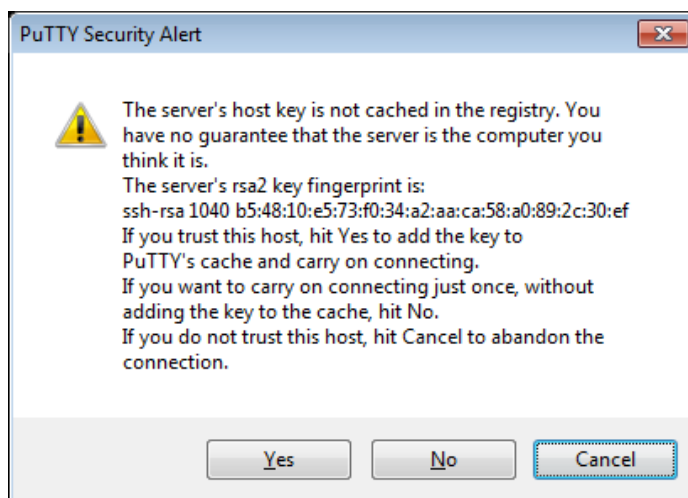 PuTTY Security Alert
The server's host key is not cached in the registry. You
have no guarantee that the server is the computer you
think it is.
The server's rsa2 key fingerprint is:
ssh-rsa 1040 b5:48:10:e5:73:f0:34:a2:aa:ca:58:a0:89:2c:30:ef
If you trust this host, hit Yes to add the key to
PuTTY's cache and carry on connecting.
If you want to carry on connecting just once, without
adding the key to the cache, hit No.
If you do not trust this host, hit Cancel to abandon the
connection.
Yes
No
Cancel